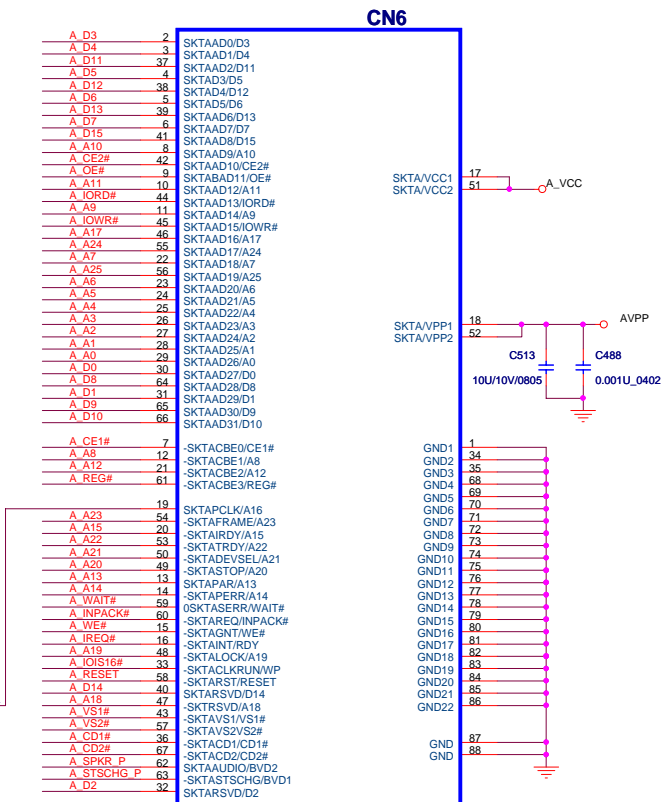 CN6
A_D3 2 SKTAAD0/D3
A_D4 3 SKTAAD1/D4
A_D11 37 SKTAAD2/D11
A_D5 4 SKTAD3/D5
A_D12 38 SKTAD4/D12
A_D6 5 SKTAD5/D6
A_D13 39 SKTAAD6/D13
A_D7 6 SKTAAD7/D7
A_D15 41 SKTAAD8/D15
A_A10 8 SKTAAD9/A10
A_CE2# 42 SKTAAD10/CE2#
A_OE# 9 SKTABAD11/OE#
A_A11 10 SKTAAD12/A11
A_IORD# 44 SKTAAD13/IORD#
A_A9 11 SKTAAD14/A9
A_IOWR# 45 SKTAAD15/IOWR#
A_A17 46 SKTAAD16/A17
A_A24 55 SKTAAD17/A24
A_A7 22 SKTAAD18/A7
A_A25 56 SKTAAD19/A25
A_A6 23 SKTAAD20/A6
A_A5 24 SKTAAD21/A5
A_A4 25 SKTAAD22/A4
A_A3 26 SKTAAD23/A3
A_A2 27 SKTAAD24/A2
A_A1 28 SKTAAD25/A1
A_A0 29 SKTAAD26/A0
A_D0 30 SKTAAD27/D0
A_D8 64 SKTAAD28/D8
A_D1 31 SKTAAD29/D1
A_D9 65 SKTAAD30/D9
A_D10 66 SKTAAD31/D10
A_CE1# 7 -SKTACBE0/CE1#
A_A8 12 -SKTACBE1/A8
A_A12 21 -SKTACBE2/A12
A_REG# 61 -SKTACBE3/REG#
19 SKTAPCLK/A16
A_A23 54 -SKTAFRAME/A23
A_A15 20 -SKTAIRDY/A15
A_A22 53 -SKTATRDY/A22
A_A21 50 -SKTADEVSEL/A21
A_A20 49 -SKTASTOP/A20
A_A13 13 SKTAPAR/A13
A_A14 14 -SKTAPERR/A14
A_WAIT# 59 0SKTASERR/WAIT#
A_INPACK# 60 -SKTAREQ/INPACK#
A_WE# 15 -SKTAGNT/WE#
A_IREQ# 16 -SKTAINT/RDY
A_A19 48 -SKTALOCK/A19
A_IOIS16# 33 -SKTACLKRUN/WP
A_RESET 58 -SKTARST/RESET
A_D14 40 SKTARSVD/D14
A_A18 47 -SKTRSVD/A18
A_VS1# 43 -SKTAVS1/VS1#
A_VS2# 57 -SKTAVS2VS2#
A_CD1# 36 -SKTACD1/CD1#
A_CD2# 67 -SKTACD2/CD2#
A_SPKR_P 62 SKTAAUDIO/BVD2
A_STSCHG_P 63 -SKTASTSCHG/BVD1
A_D2 32 SKTARSVD/D2
SKTA/VCC1 17
SKTA/VCC2 51
A_VCC
SKTA/VPP1 18
SKTA/VPP2 52
AVPP
C513
10U/10V/0805
C488
0.001U_0402
GND1 1
GND2 34
GND3 35
GND4 68
GND5 69
GND6 70
GND7 71
GND8 72
GND9 73
GND10 74
GND11 75
GND12 76
GND13 77
GND14 78
GND15 79
GND16 80
GND17 81
GND18 82
GND19 83
GND20 84
GND21 85
GND22 86
GND 87
GND 88